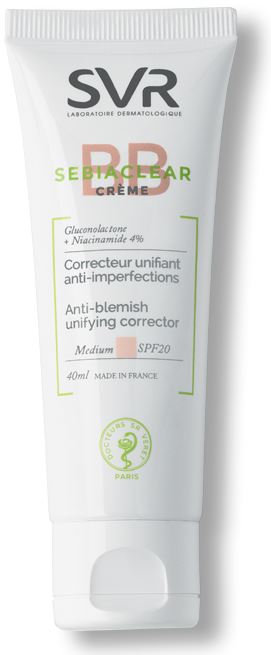 SVR
LABORATOIRE DERMATOLOGIQUE
BB
SEBIACLEAR
CRÈME
Gluconolactone
+ Niacinamide 4%
Correcteur unifiant
anti-imperfections
Anti-blemish
unifying corrector
Medium SPF20
40ml MADE IN FRANCE
DOCTEURS SR VERET
PARIS